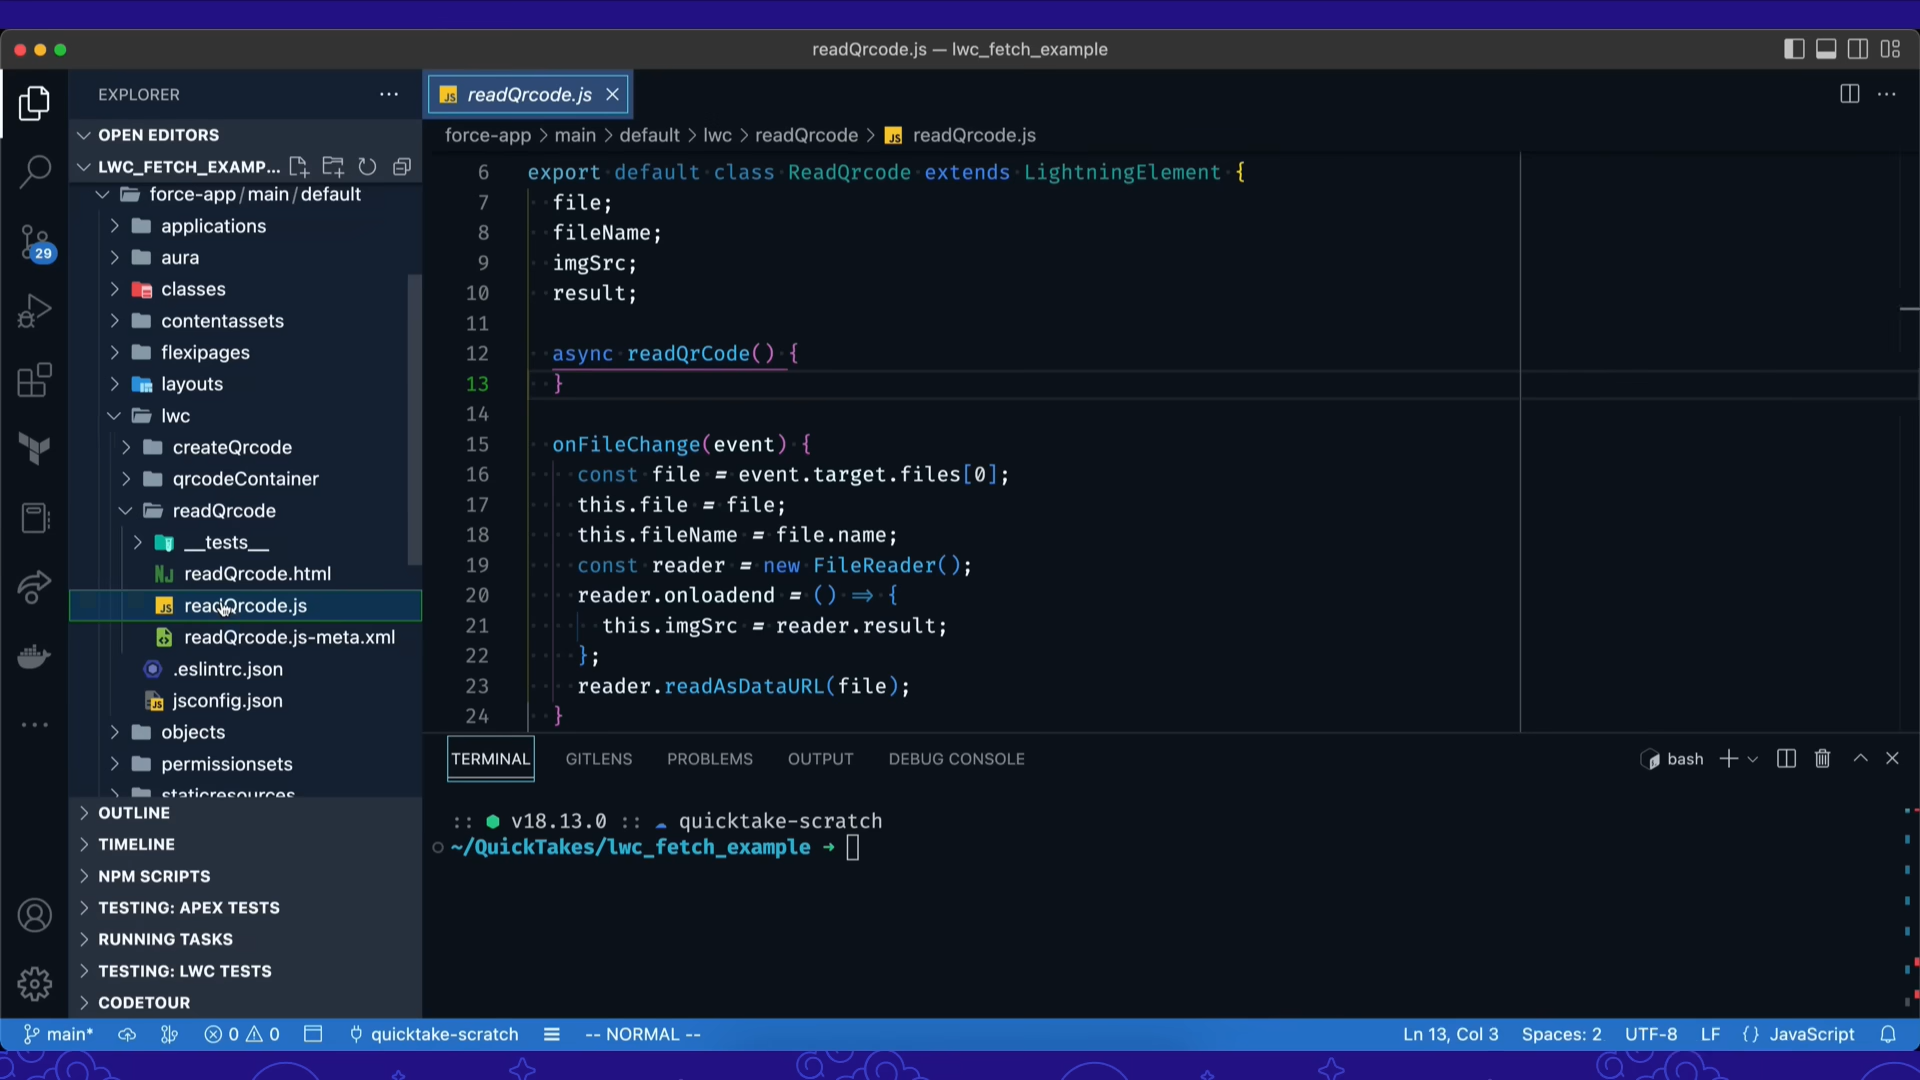 readQrcode.js — lwc_fetch_example
EXPLORER
OPEN EDITORS
LWC_FETCH_EXAMP...
force-app/main/default
applications
aura
classes
contentassets
flexipages
layouts
lwc
createQrcode
qrcodeContainer
readQrcode
__tests__
readQrcode.html
readQrcode.js
readQrcode.js-meta.xml
.eslintrc.json
jsconfig.json
objects
permissionsets
staticresources
OUTLINE
TIMELINE
NPM SCRIPTS
TESTING: APEX TESTS
RUNNING TASKS
TESTING: LWC TESTS
CODETOUR
29
JS readQrcode.js
force-app > main > default > lwc > readQrcode > JS readQrcode.js
6 export default class ReadQrcode extends LightningElement {
7 file;
8 fileName;
9 imgSrc;
10 result;
11
12 async readQrCode() {
13 }
14
15 onFileChange(event) {
16 const file = event.target.files[0];
17 this.file = file;
18 this.fileName = file.name;
19 const reader = new FileReader();
20 reader.onloadend = () => {
21 this.imgSrc = reader.result;
22 };
23 reader.readAsDataURL(file);
24 }
TERMINAL GITLENS PROBLEMS OUTPUT DEBUG CONSOLE
bash
:: v18.13.0 :: quicktake-scratch
~/QuickTakes/lwc_fetch_example →
main* 0 0 quicktake-scratch -- NORMAL -- Ln 13, Col 3 Spaces: 2 UTF-8 LF {} JavaScript